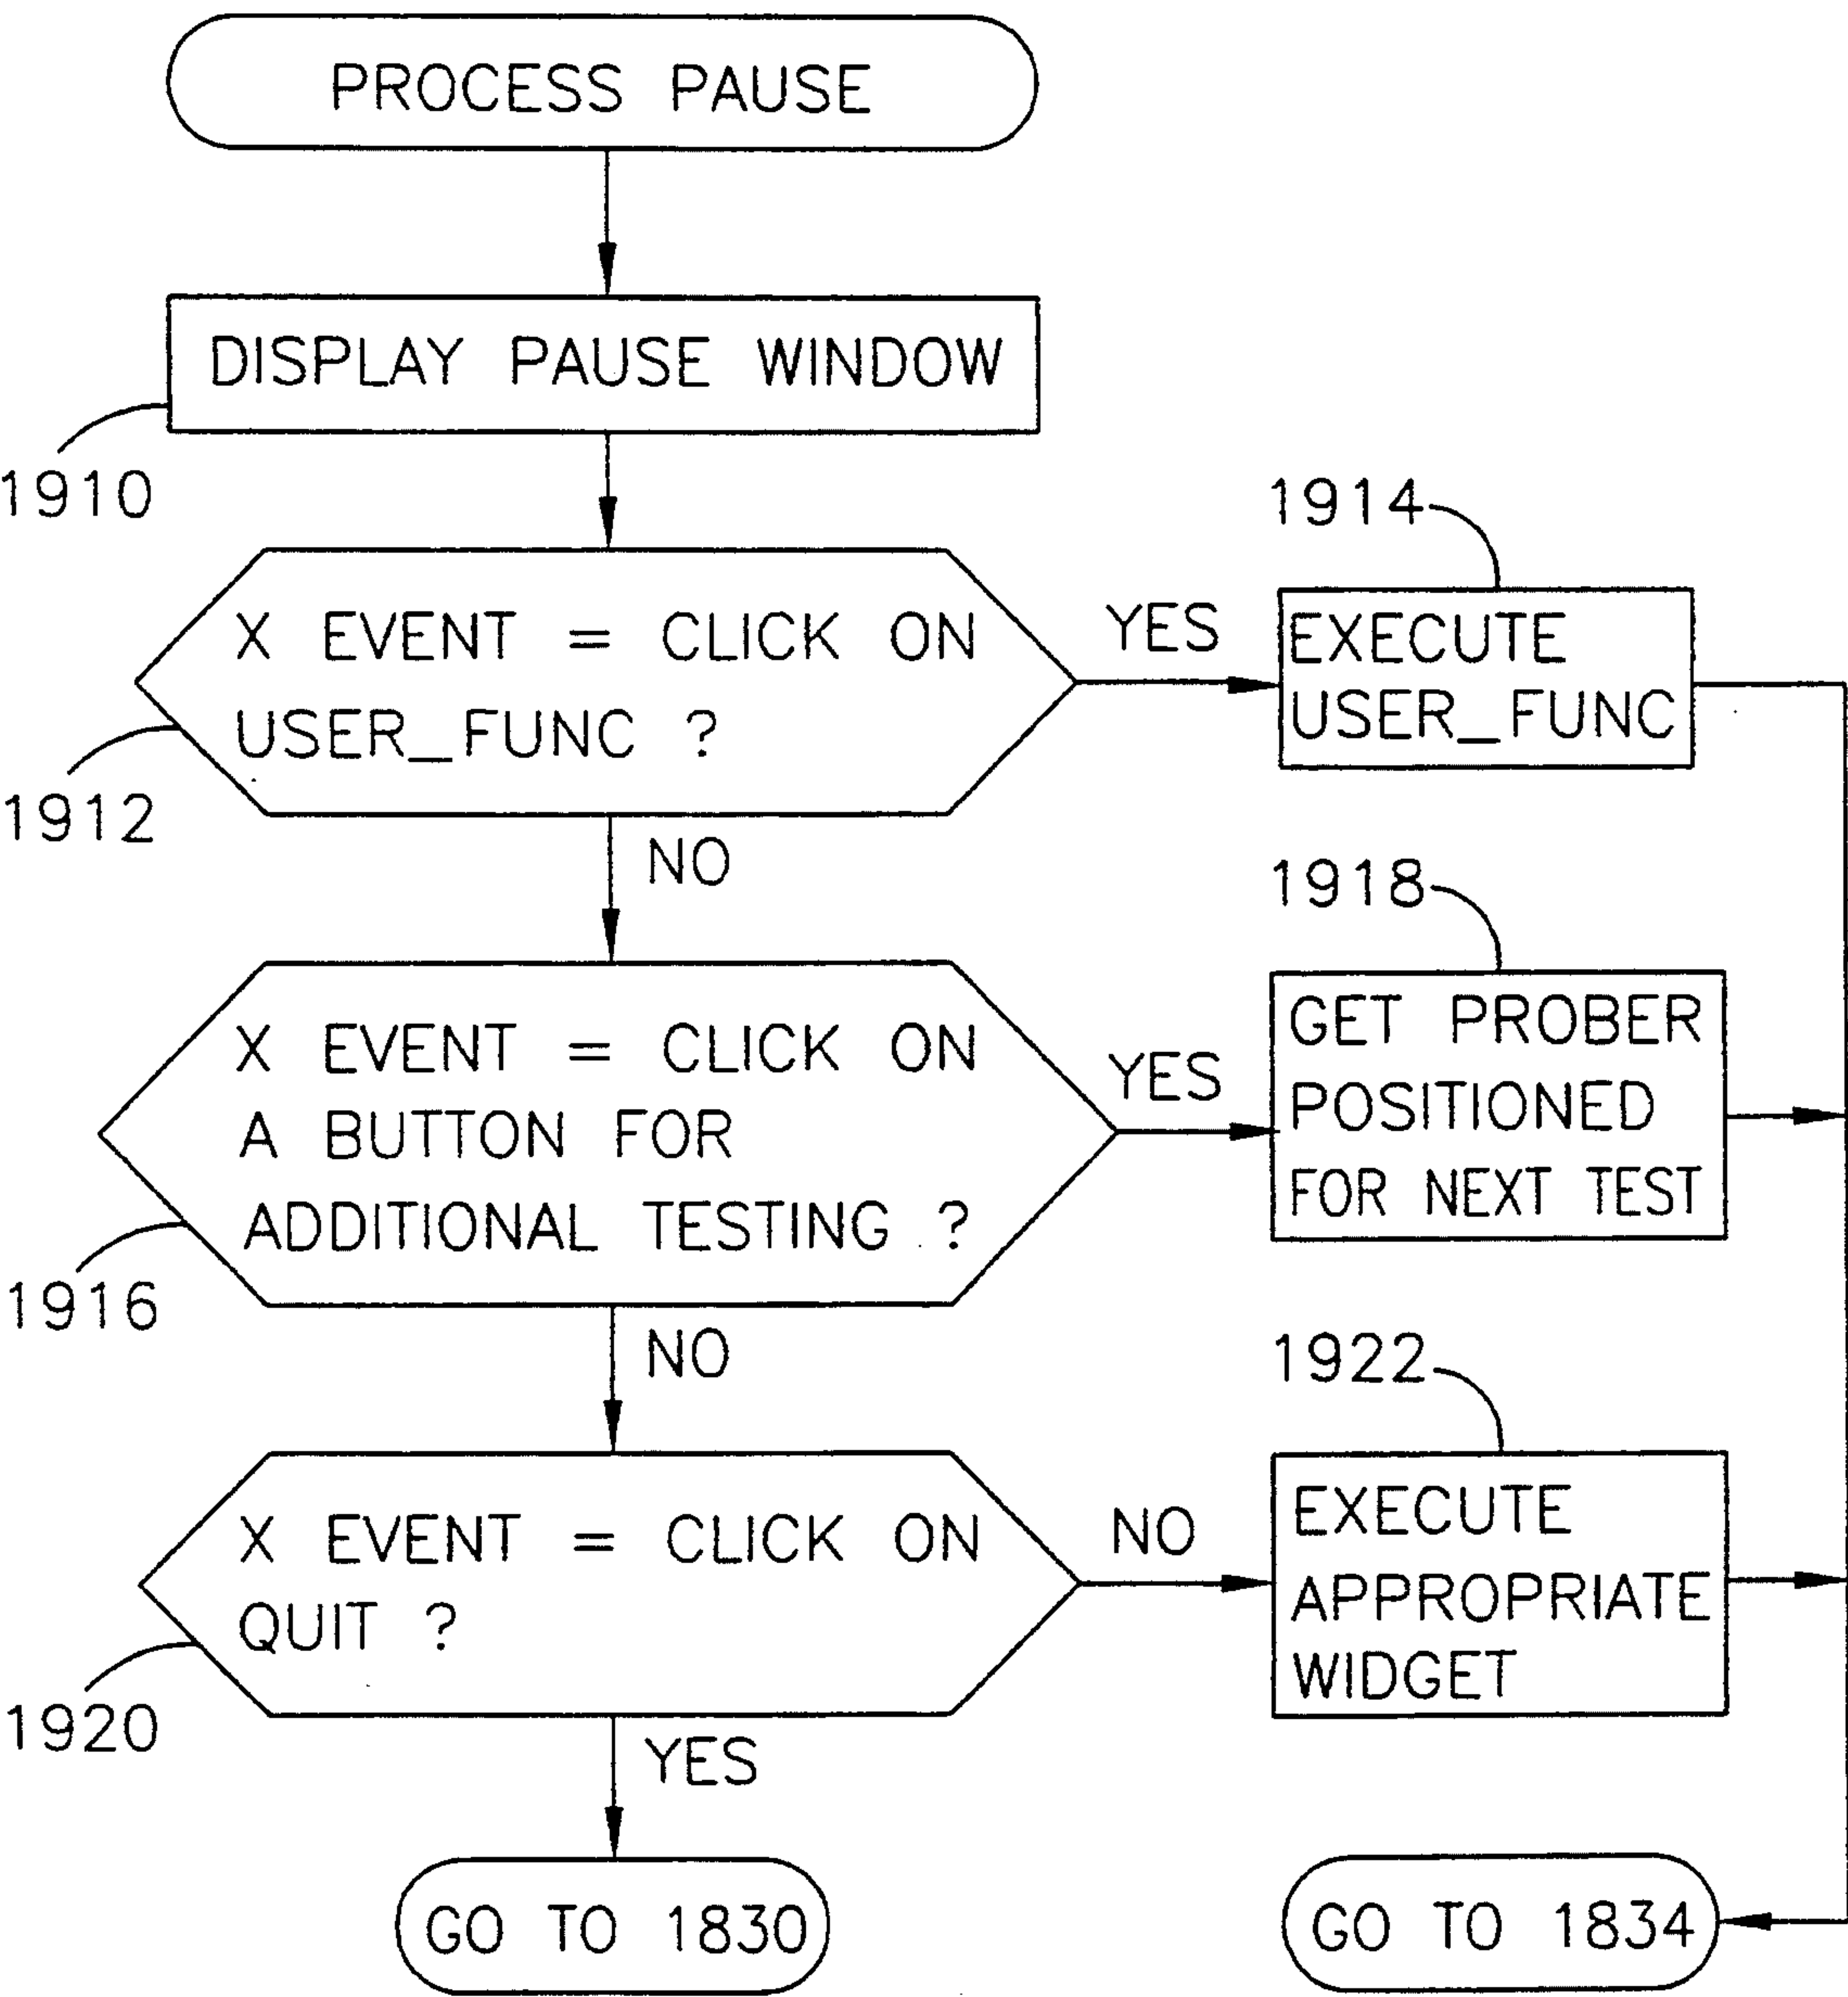 PROCESS PAUSE
DISPLAY PAUSE WINDOW
1910
X EVENT = CLICK ON
USER_FUNC ?
1912
YES
1914
EXECUTE
USER_FUNC
NO
X EVENT = CLICK ON
A BUTTON FOR
ADDITIONAL TESTING ?
1916
YES
1918
GET PROBER
POSITIONED
FOR NEXT TEST
NO
X EVENT = CLICK ON
QUIT ?
1920
NO
1922
EXECUTE
APPROPRIATE
WIDGET
YES
GO TO 1830
GO TO 1834